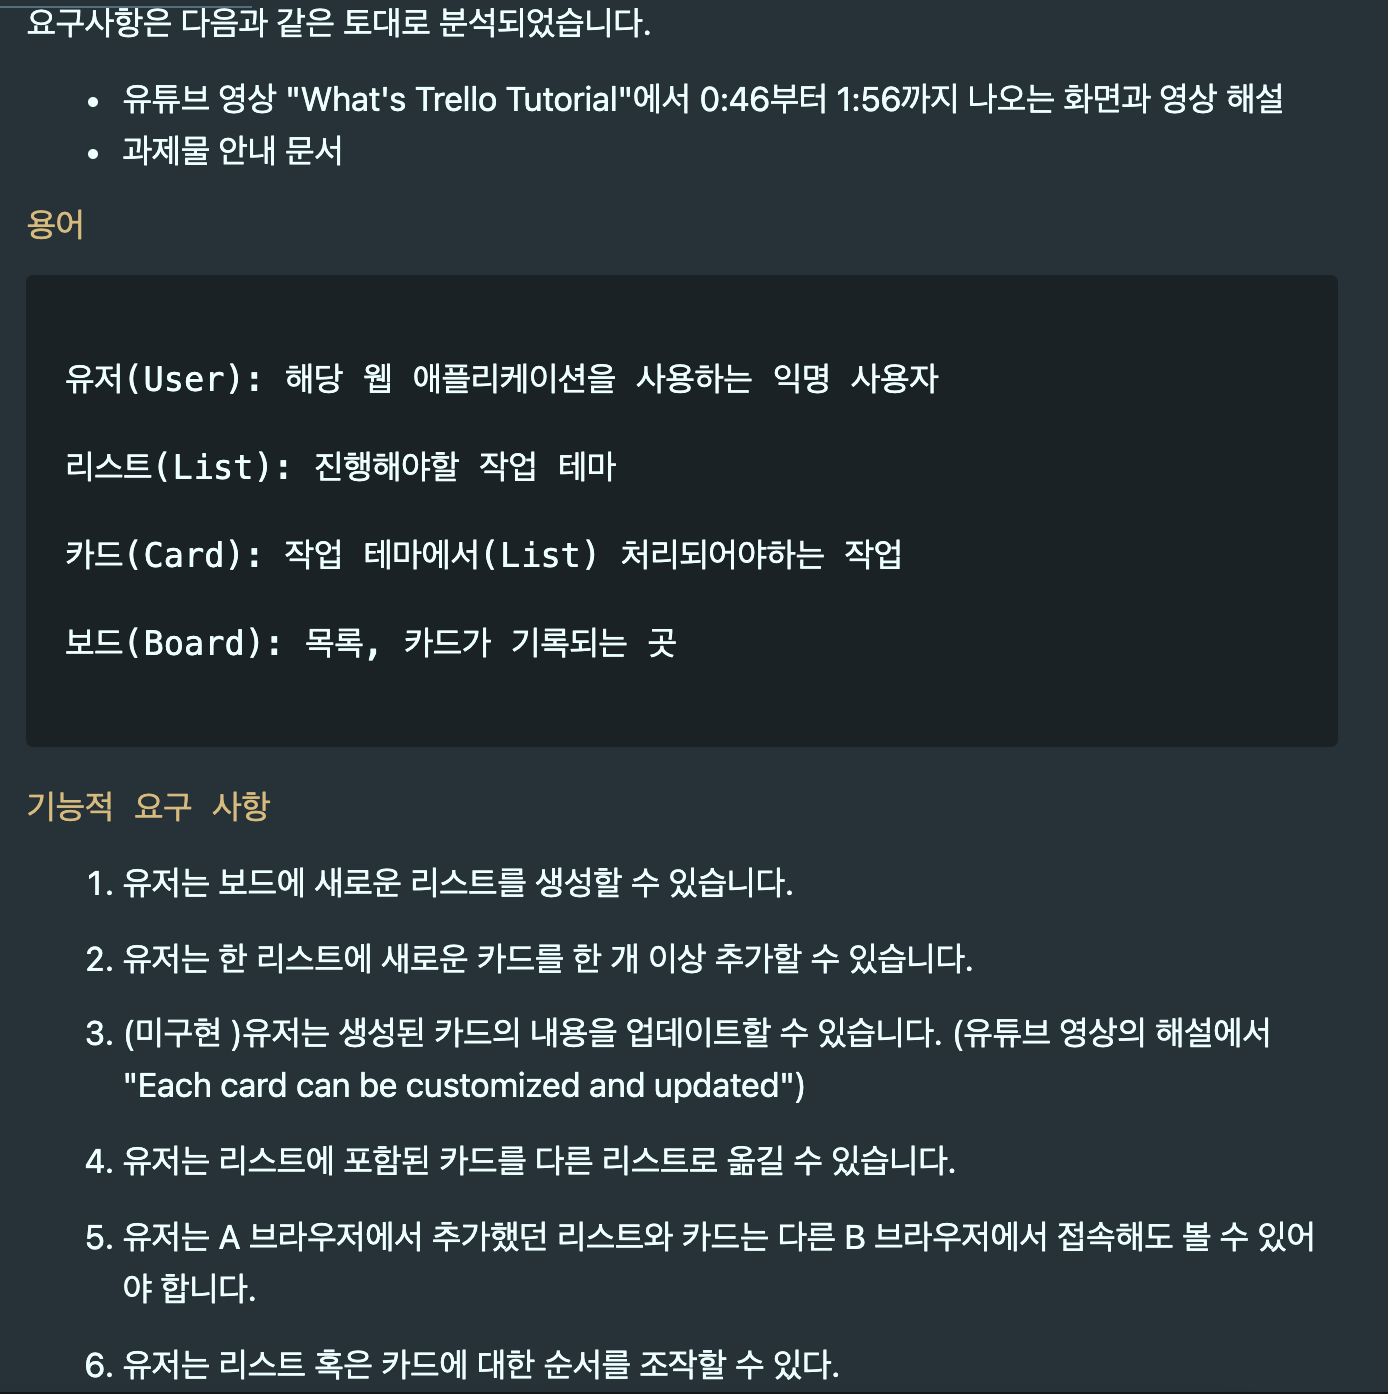 요구사항은 다음과 같은 토대로 분석되었습니다.
• 유튜브 영상 "What's Trello Tutorial"에서 0:46부터 1:56까지 나오는 화면과 영상 해설
• 과제물 안내 문서
용어
유저(User): 해당 웹 애플리케이션을 사용하는 익명 사용자
리스트(List): 진행해야할 작업 테마
카드(Card): 작업 테마에서(List) 처리되어야하는 작업
보드(Board): 목록, 카드가 기록되는 곳
기능적 요구 사항
1. 유저는 보드에 새로운 리스트를 생성할 수 있습니다.
2. 유저는 한 리스트에 새로운 카드를 한 개 이상 추가할 수 있습니다.
3. (미구현 )유저는 생성된 카드의 내용을 업데이트할 수 있습니다. (유튜브 영상의 해설에서
"Each card can be customized and updated")
4. 유저는 리스트에 포함된 카드를 다른 리스트로 옮길 수 있습니다.
5. 유저는 A 브라우저에서 추가했던 리스트와 카드는 다른 B 브라우저에서 접속해도 볼 수 있어
야 합니다.
6. 유저는 리스트 혹은 카드에 대한 순서를 조작할 수 있다.